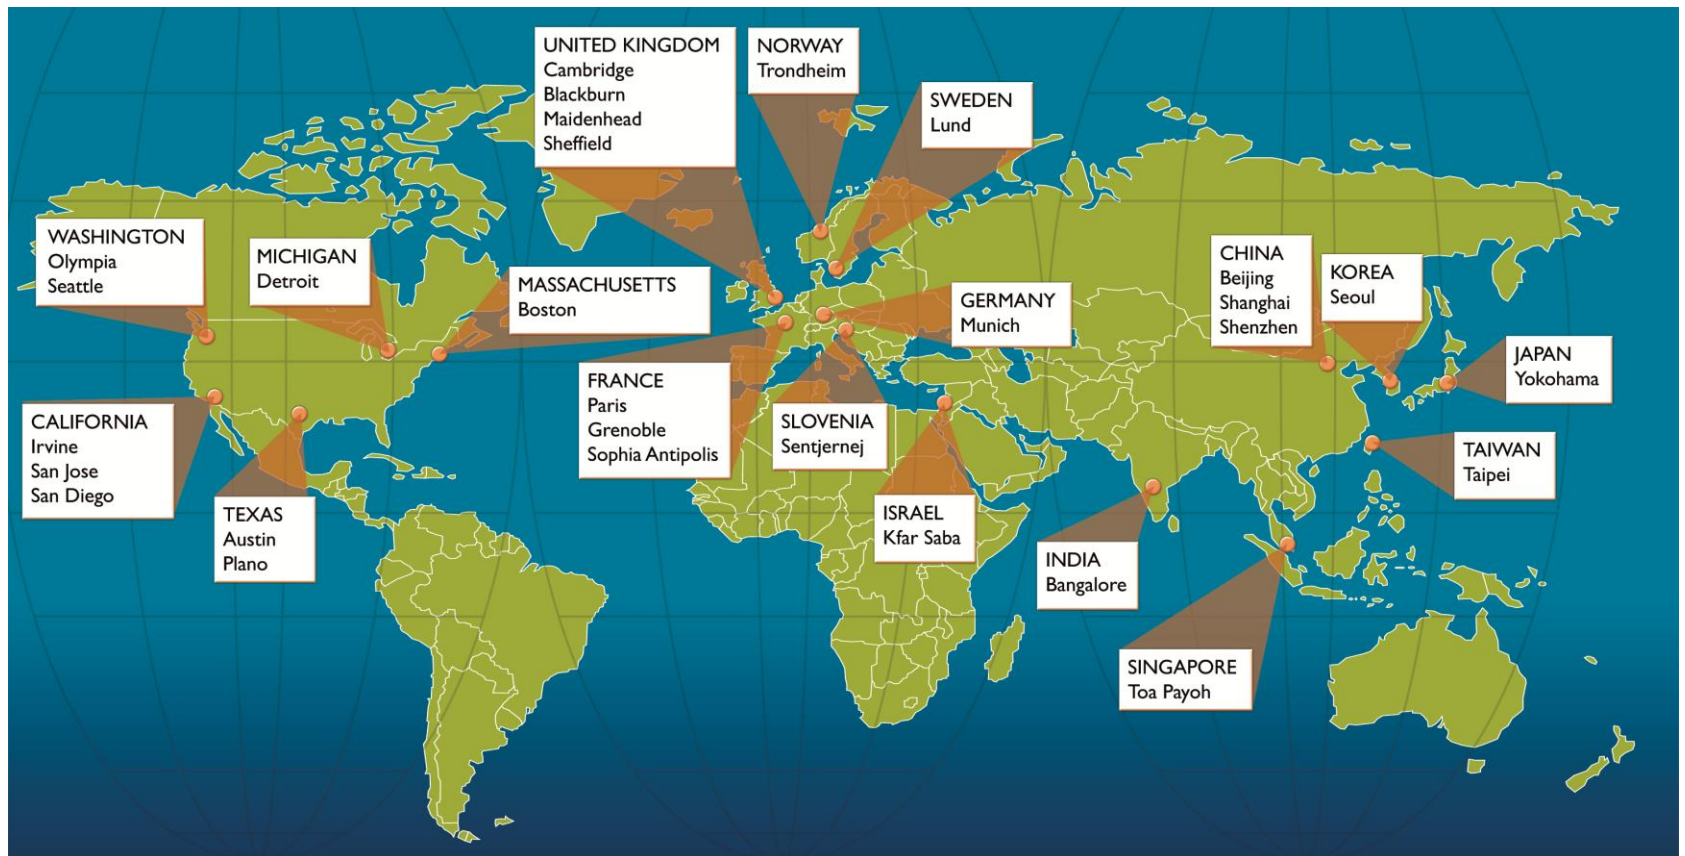 UNITED KINGDOM
Cambridge
Blackburn
Maidenhead
Sheffield
NORWAY
Trondheim
SWEDEN
Lund
WASHINGTON
Olympia
Seattle
MICHIGAN
Detroit
MASSACHUSETTS
Boston
GERMANY
Munich
CHINA
Beijing
Shanghai
Shenzhen
KOREA
Seoul
JAPAN
Yokohama
CALIFORNIA
Irvine
San Jose
San Diego
TEXAS
Austin
Plano
FRANCE
Paris
Grenoble
Sophia Antipolis
SLOVENIA
Sentjernej
ISRAEL
Kfar Saba
INDIA
Bangalore
TAIWAN
Taipei
SINGAPORE
Toa Payoh